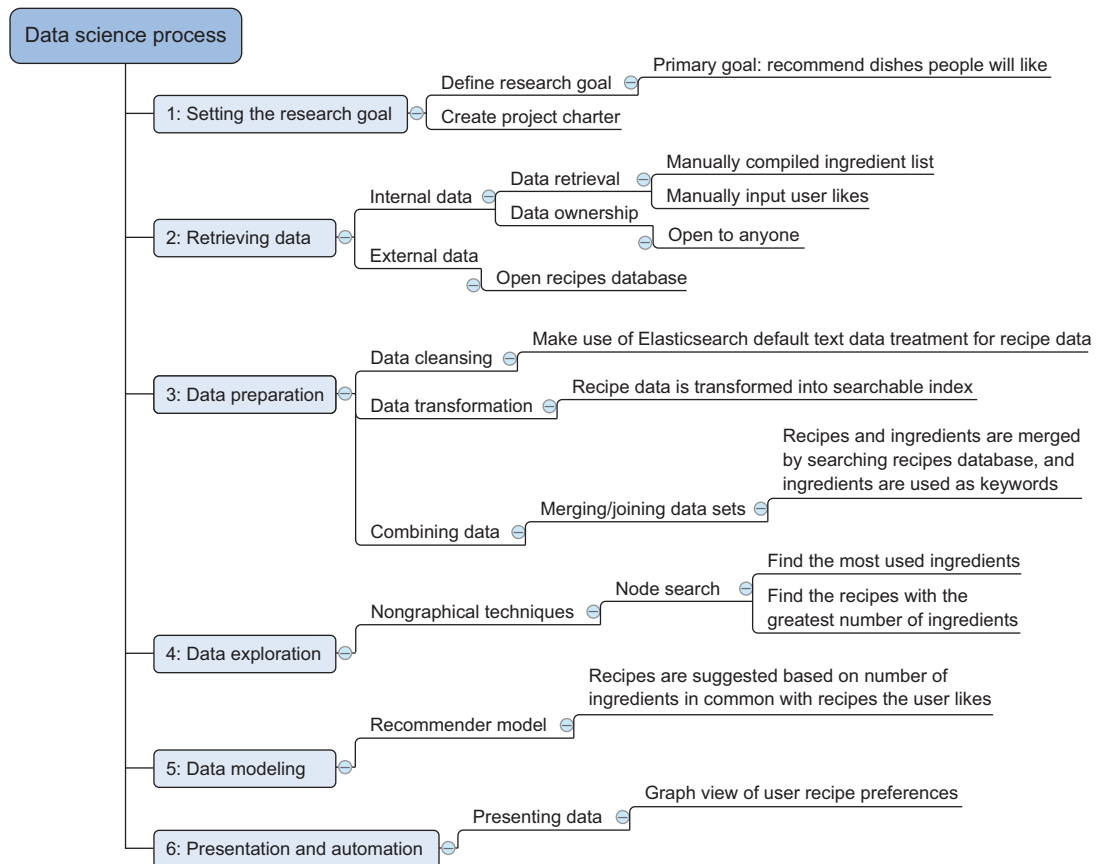 Data science process
Primary goal: recommend dishes people will like
Define research goal
1: Setting the research goal
Create project charter
Manually compiled ingredient list
Data retrieval
Internal data
Manually input user likes
Data ownership
2: Retrieving data
Open to anyone
External data
Open recipes database
Make use of Elasticsearch default text data treatment for recipe data
Data cleansing
3: Data preparation
Recipe data is transformed into searchable index
Data transformation
Recipes and ingredients are merged
by searching recipes database, and
ingredients are used as keywords
Merging/joining data sets
Combining data
Find the most used ingredients
Node search
Nongraphical techniques
Find the recipes with the
greatest number of ingredients
4: Data exploration
Recipes are suggested based on number of
ingredients in common with recipes the user likes
Recommender model
5: Data modeling
Graph view of user recipe preferences
Presenting data
6: Presentation and automation